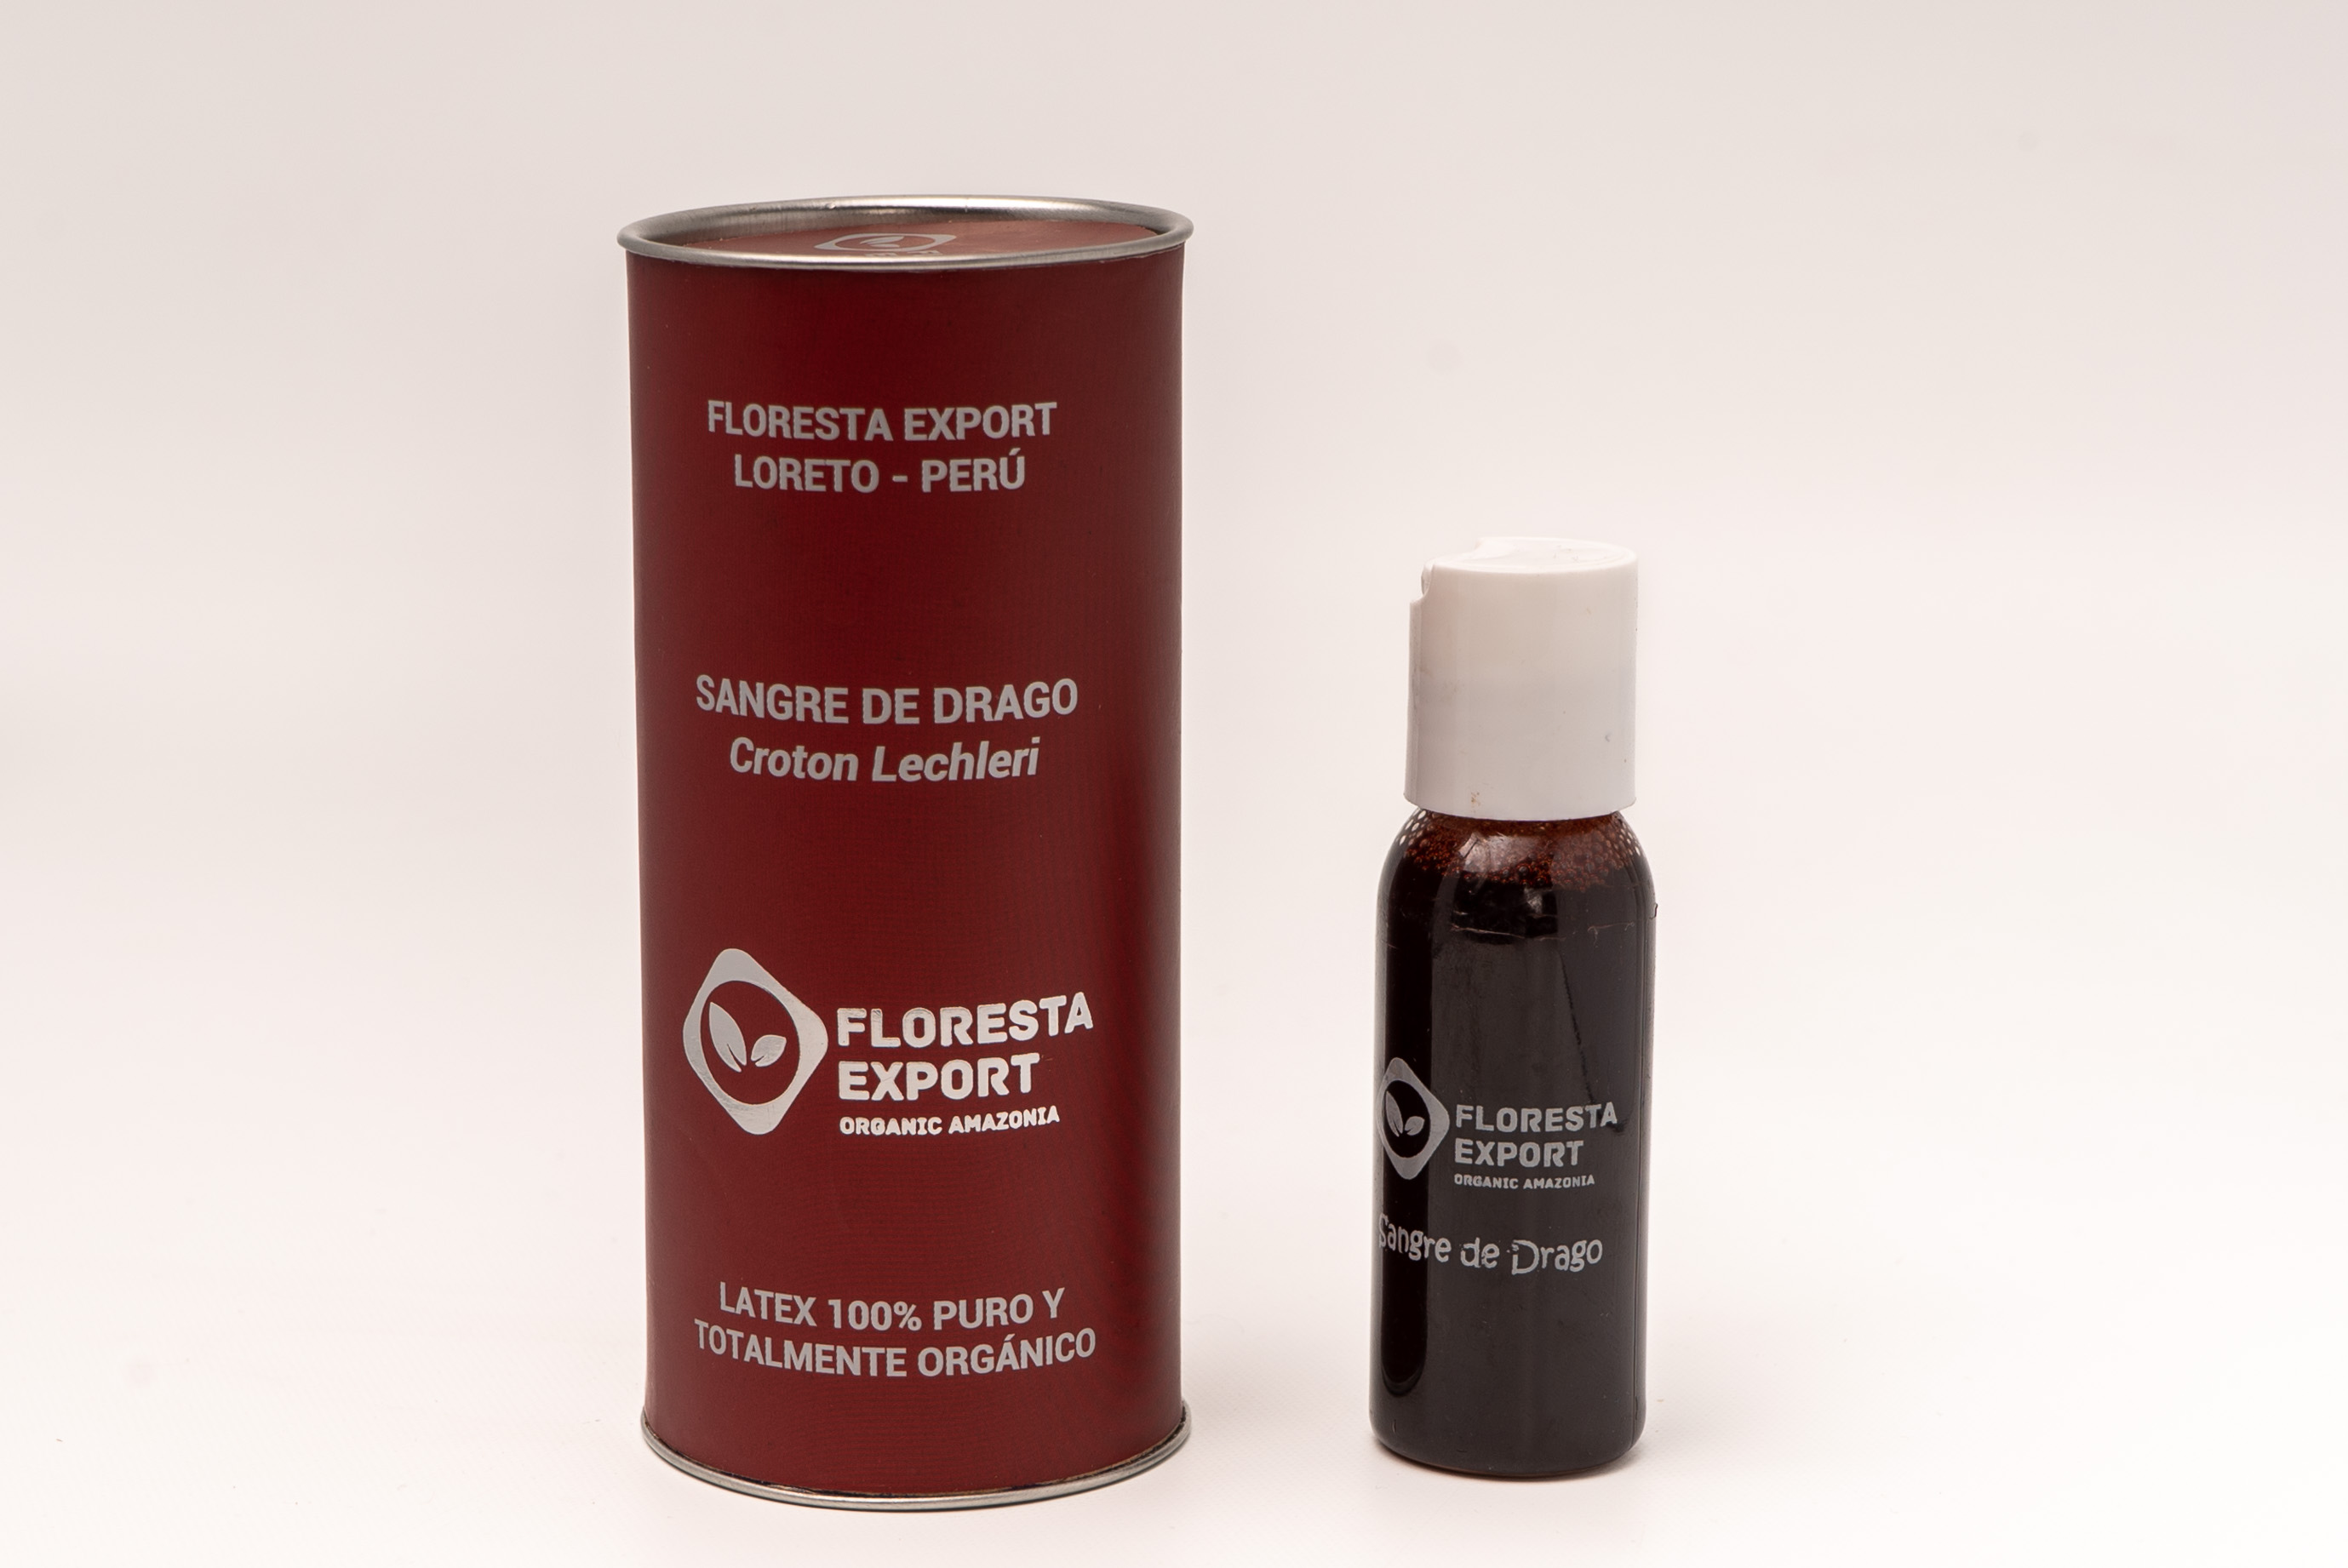 FLORESTA EXPORT
LORETO - PERÚ
SANGRE DE DRAGO
Croton Lechleri
FLORESTA
EXPORT
ORGANIC AMAZONIA
LATEX 100% PURO Y
TOTALMENTE ORGÁNICO
FLORESTA
EXPORT
ORGANIC AMAZONIA
Sangre de Drago